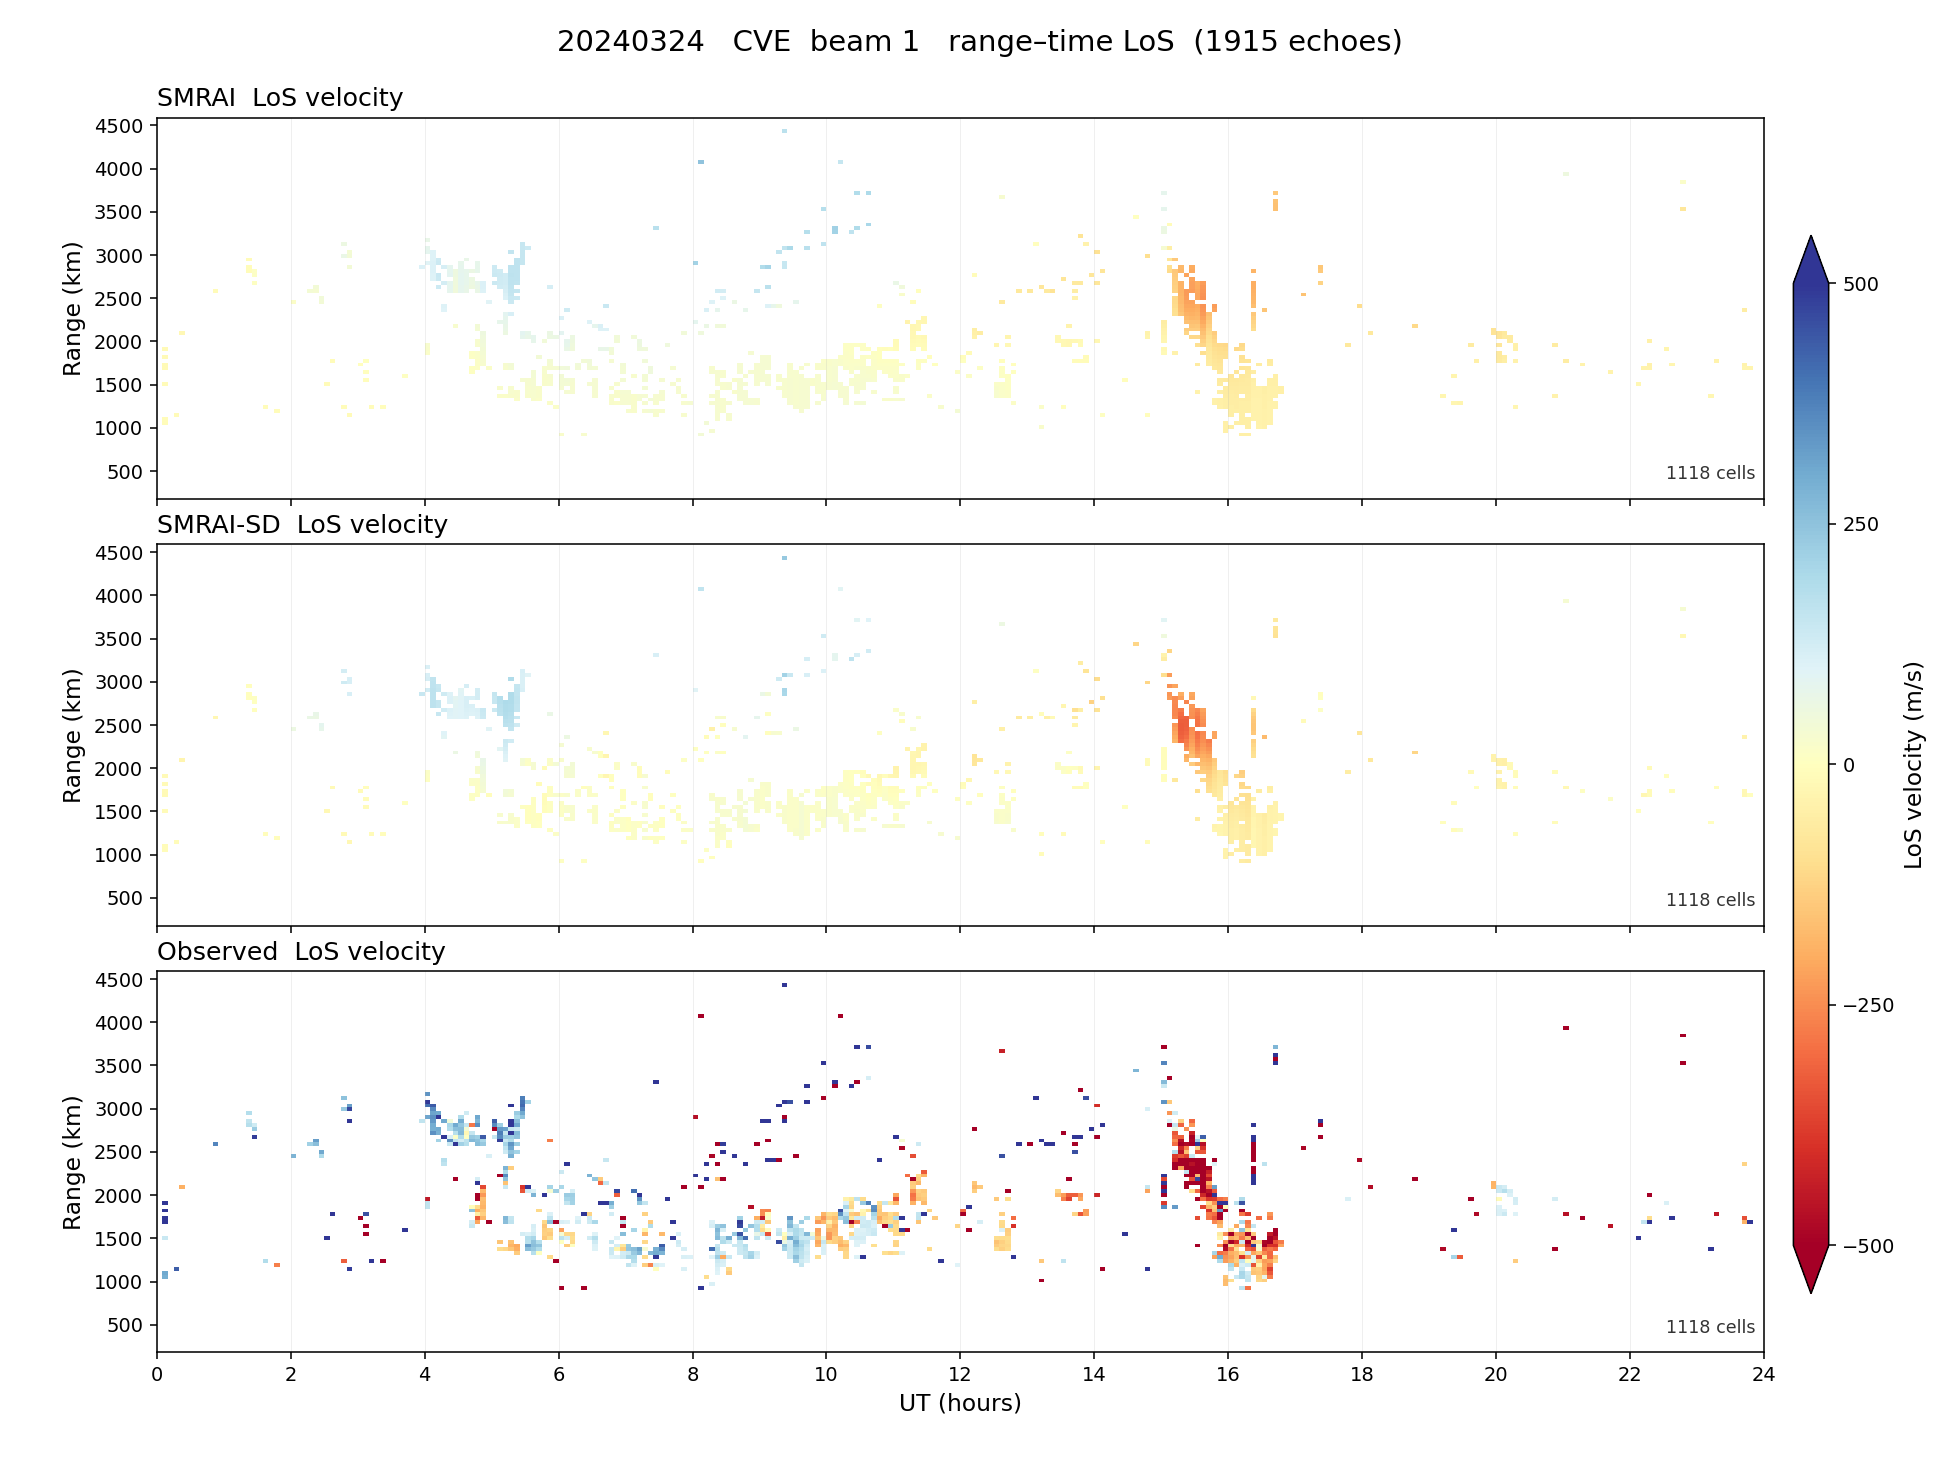 20240324   CVE  beam 1   range–time LoS  (1915 echoes)
SMRAI  LoS velocity
4500
4000
3500
3000
2500
2000
1500
1000
500
Range (km)
1118 cells
SMRAI-SD  LoS velocity
4500
4000
3500
3000
2500
2000
1500
1000
500
Range (km)
1118 cells
Observed  LoS velocity
4500
4000
3500
3000
2500
2000
1500
1000
500
Range (km)
1118 cells
0 2 4 6 8 10 12 14 16 18 20 22 24
UT (hours)
500
250
0
−250
−500
LoS velocity (m/s)